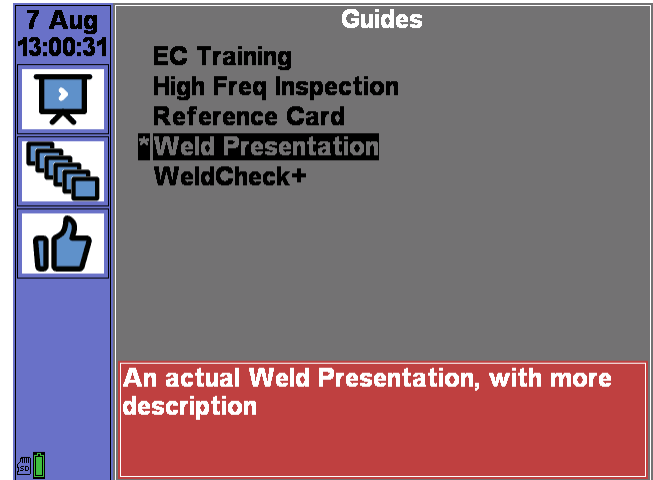 7 Aug
13:00:31
Guides
EC Training
High Freq Inspection
Reference Card
*Weld Presentation
WeldCheck+
An actual Weld Presentation, with more
description
SD